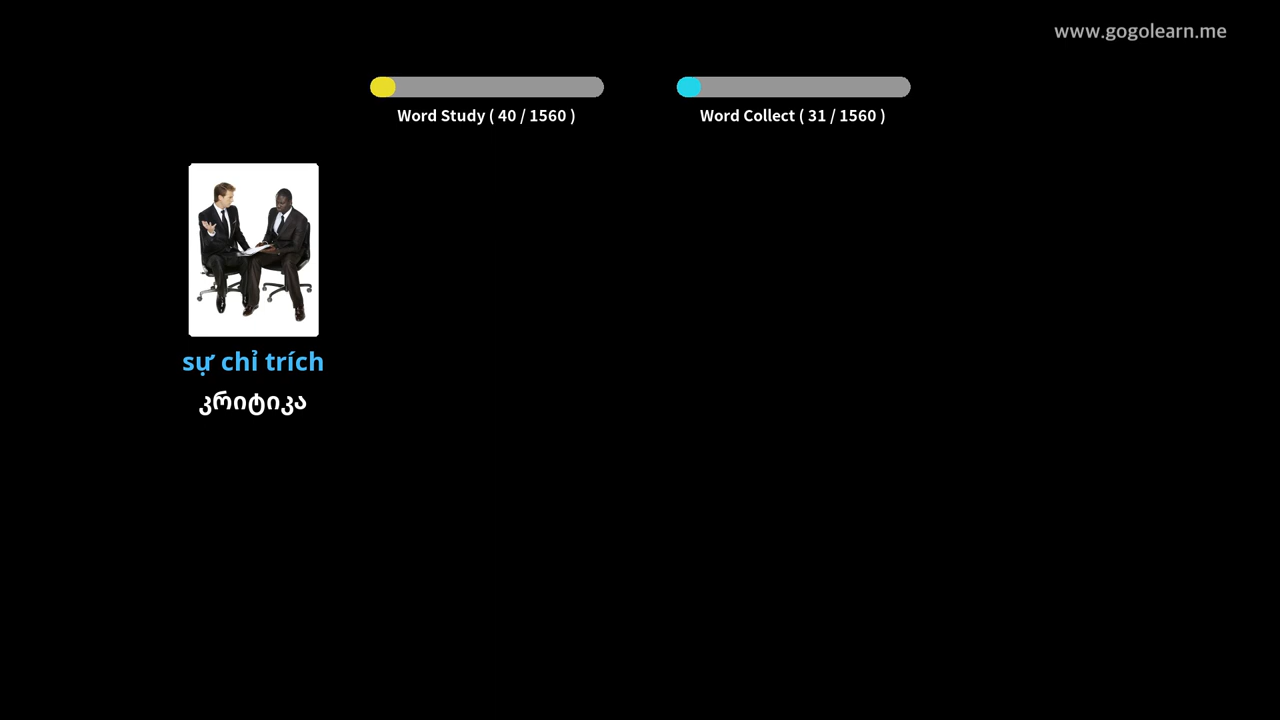 www.gogolearn.me
Word Study ( 40 / 1560 )
Word Collect ( 31 / 1560 )
sự chỉ trích
კრიტიკა